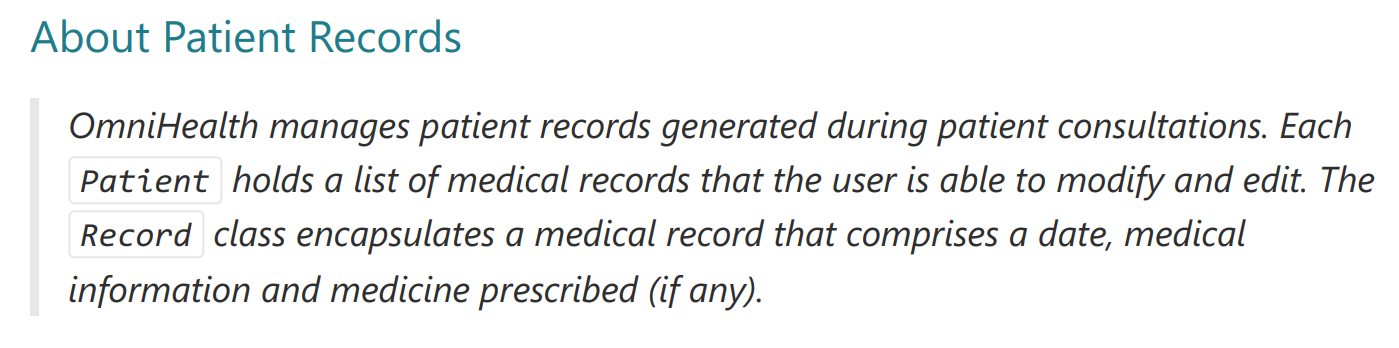 About Patient Records
OmniHealth manages patient records generated during patient consultations. Each
Patient holds a list of medical records that the user is able to modify and edit. The
Record class encapsulates a medical record that comprises a date, medical
information and medicine prescribed (if any).